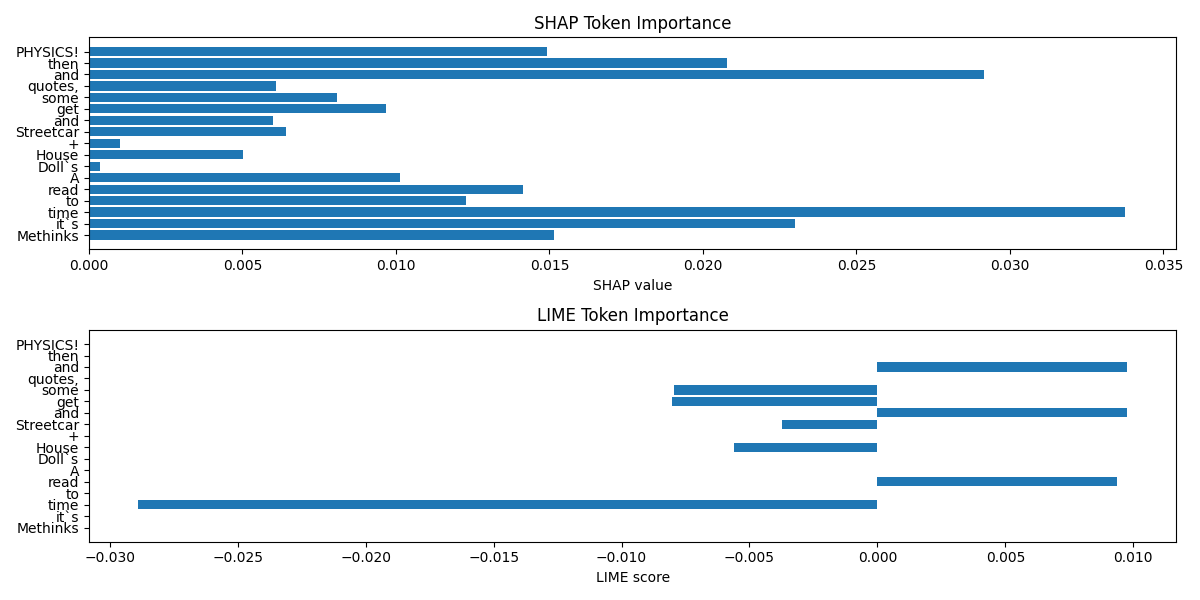 SHAP Token Importance
PHYSICS!
then
and
quotes,
some
get
and
Streetcar
+
House
Doll`s
A
read
to
time
it`s
Methinks
0.000 0.005 0.010 0.015 0.020 0.025 0.030 0.035
SHAP value
LIME Token Importance
PHYSICS!
then
and
quotes,
some
get
and
Streetcar
+
House
Doll`s
A
read
to
time
it`s
Methinks
−0.030 −0.025 −0.020 −0.015 −0.010 −0.005 0.000 0.005 0.010
LIME score